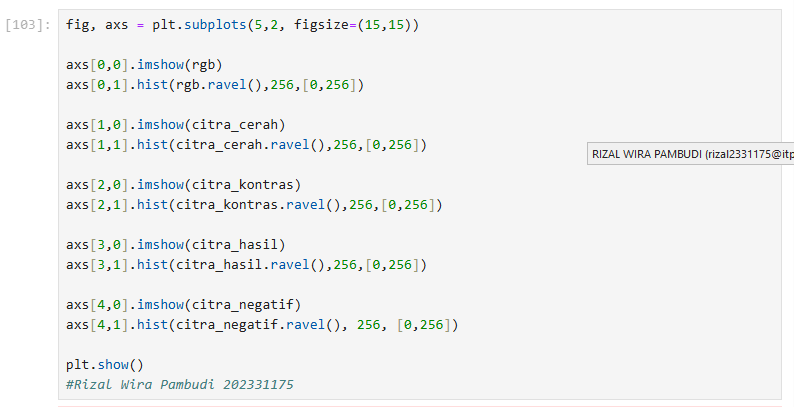 [103]:
fig, axs = plt.subplots(5,2, figsize=(15,15))
axs[0,0].imshow(rgb)
axs[0,1].hist(rgb.ravel(),256,[0,256])
axs[1,0].imshow(citra_cerah)
axs[1,1].hist(citra_cerah.ravel(),256,[0,256])
RIZAL WIRA PAMBUDI (rizal2331175@itp
axs[2,0].imshow(citra_kontras)
axs[2,1].hist(citra_kontras.ravel(),256,[0,256])
axs[3,0].imshow(citra_hasil)
axs[3,1].hist(citra_hasil.ravel(),256,[0,256])
axs[4,0].imshow(citra_negatif)
axs[4,1].hist(citra_negatif.ravel(), 256, [0,256])
plt.show()
#Rizal Wira Pambudi 202331175